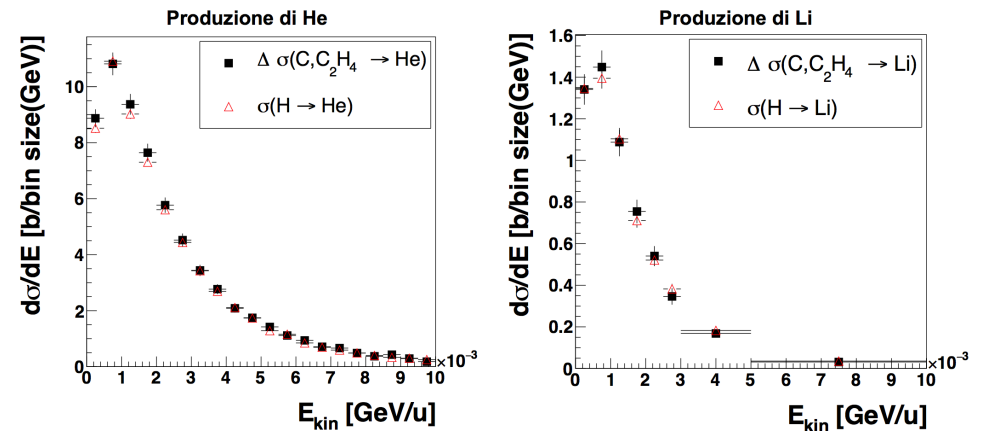 Produzione di He
dσ/dE [b/bin size(GeV)]
Δ σ(C,C₂H₄ → He)
σ(H → He)
10
8
6
4
2
0
0 1 2 3 4 5 6 7 8 9 10
×10⁻³
E_kin [GeV/u]
Produzione di Li
dσ/dE [b/bin size(GeV)]
Δ σ(C,C₂H₄ → Li)
σ(H → Li)
1.6
1.4
1.2
1
0.8
0.6
0.4
0.2
0
0 1 2 3 4 5 6 7 8 9 10
×10⁻³
E_kin [GeV/u]